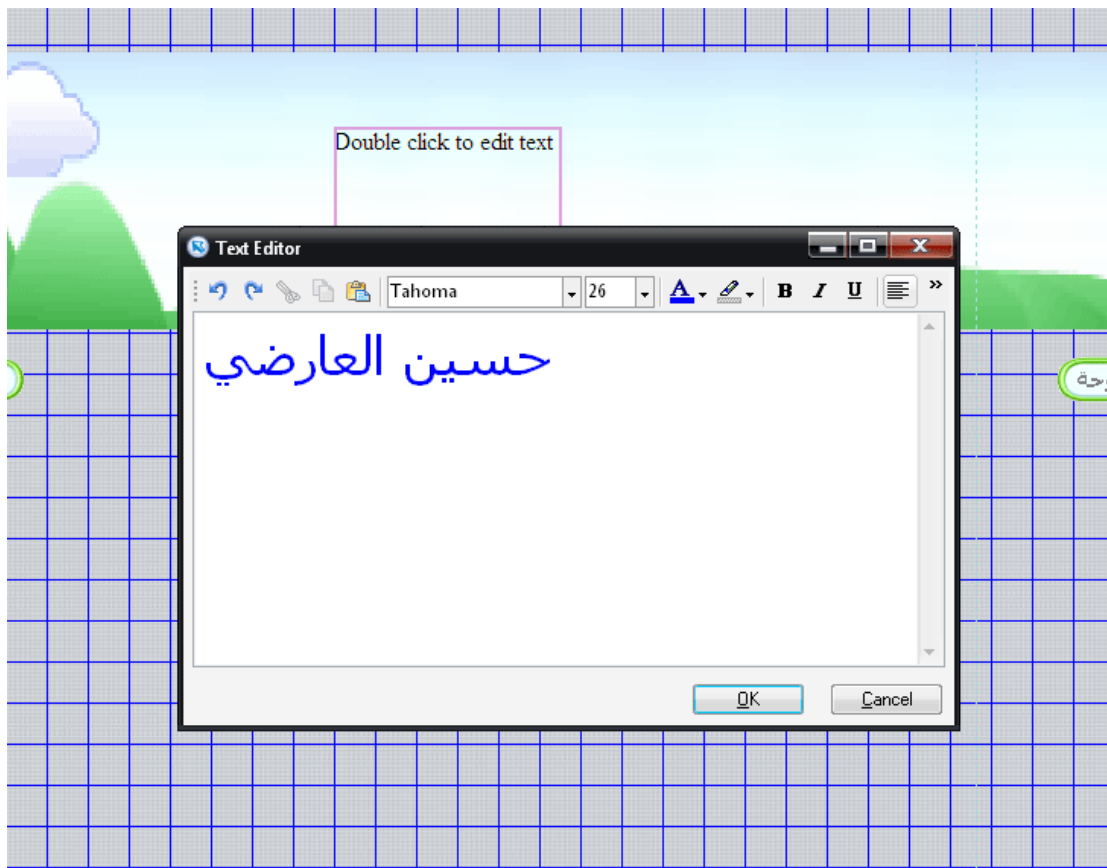 Double click to edit text
Text Editor
Tahoma 26 A B I U »
حسين العارضي
OK Cancel